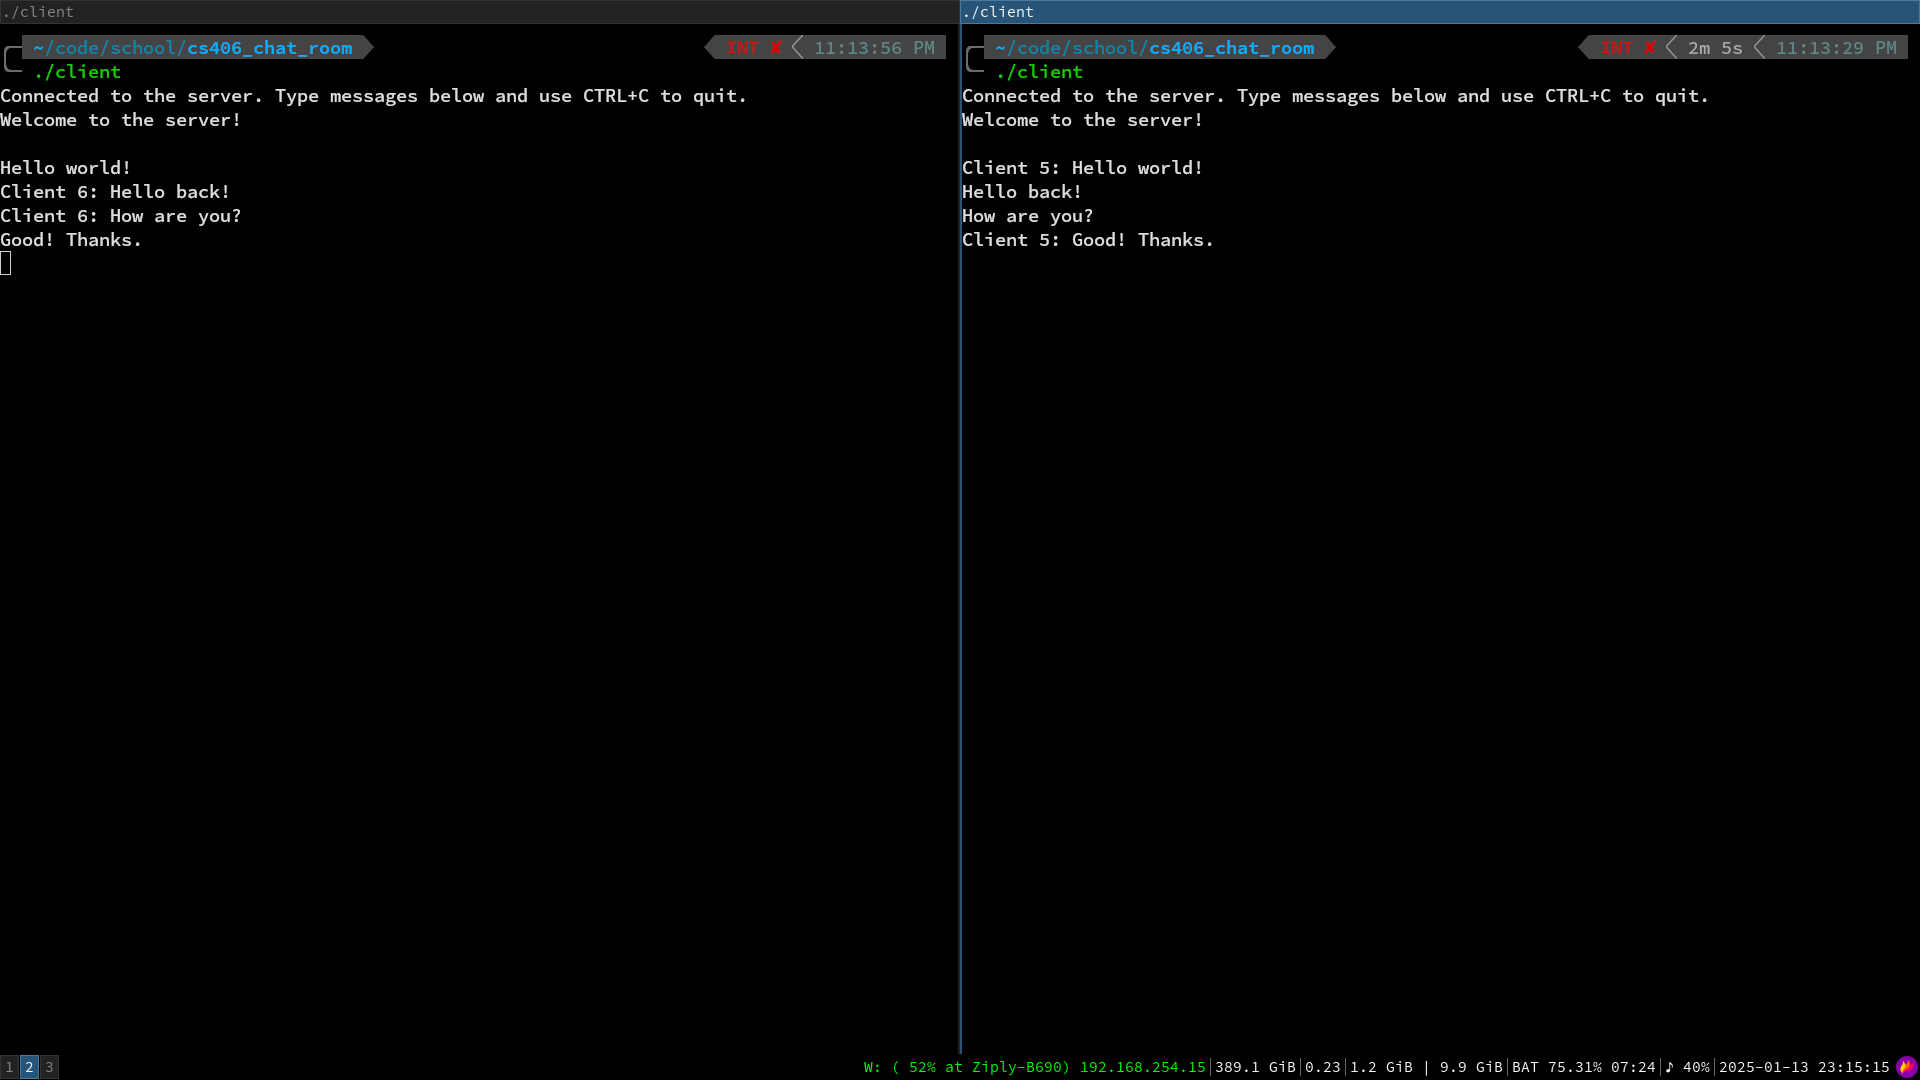 ./client
~/code/school/cs406_chat_room INT ✘ 11:13:56 PM
./client
Connected to the server. Type messages below and use CTRL+C to quit.
Welcome to the server!
Hello world!
Client 6: Hello back!
Client 6: How are you?
Good! Thanks.
./client
~/code/school/cs406_chat_room INT ✘ 2m 5s 11:13:29 PM
./client
Connected to the server. Type messages below and use CTRL+C to quit.
Welcome to the server!
Client 5: Hello world!
Hello back!
How are you?
Client 5: Good! Thanks.
1 2 3 W: ( 52% at Ziply-B690) 192.168.254.15|389.1 GiB|0.23|1.2 GiB | 9.9 GiB|BAT 75.31% 07:24|♪ 40%|2025-01-13 23:15:15